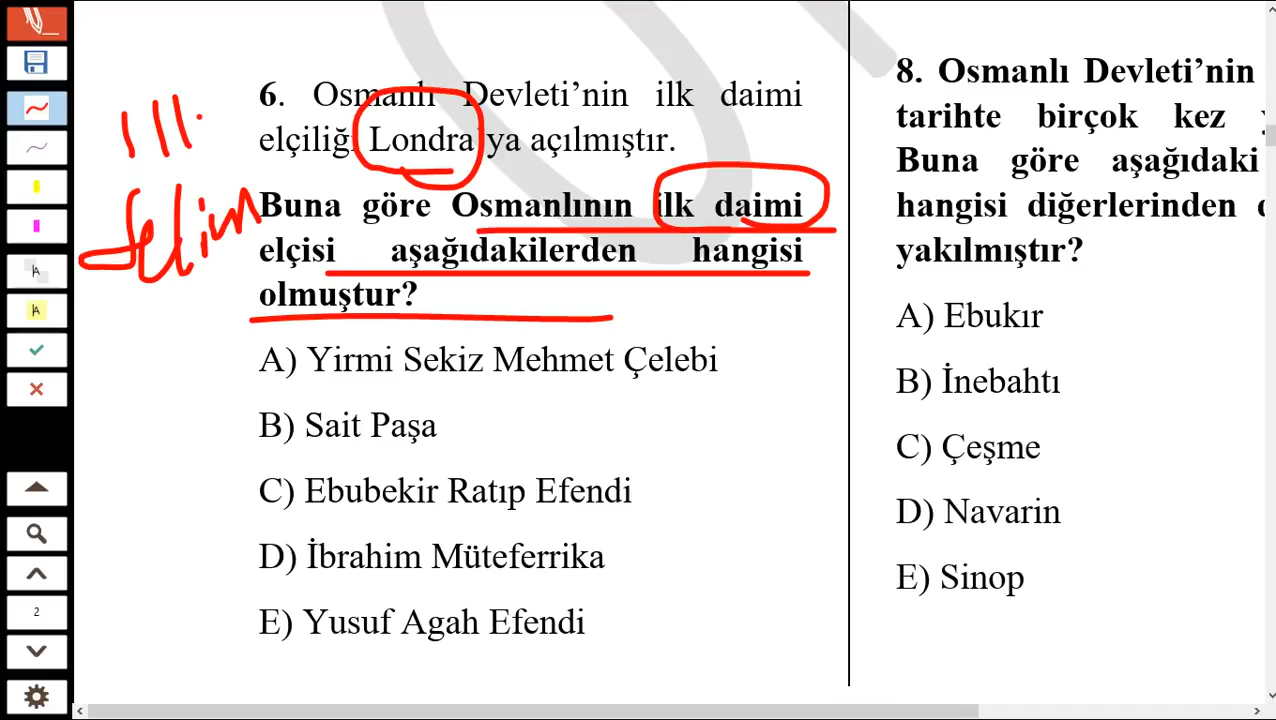 III.
Selim
6. Osmanlı Devleti’nin ilk daimi
elçiliği Londra’ya açılmıştır.
Buna göre Osmanlının ilk daimi
elçisi aşağıdakilerden hangisi
olmuştur?
A) Yirmi Sekiz Mehmet Çelebi
B) Sait Paşa
C) Ebubekir Ratıp Efendi
D) İbrahim Müteferrika
E) Yusuf Agah Efendi
8. Osmanlı Devleti’nin
tarihte birçok kez
Buna göre aşağıdaki
hangisi diğerlerinden
yakılmıştır?
A) Ebukır
B) İnebahtı
C) Çeşme
D) Navarin
E) Sinop
A
A
2